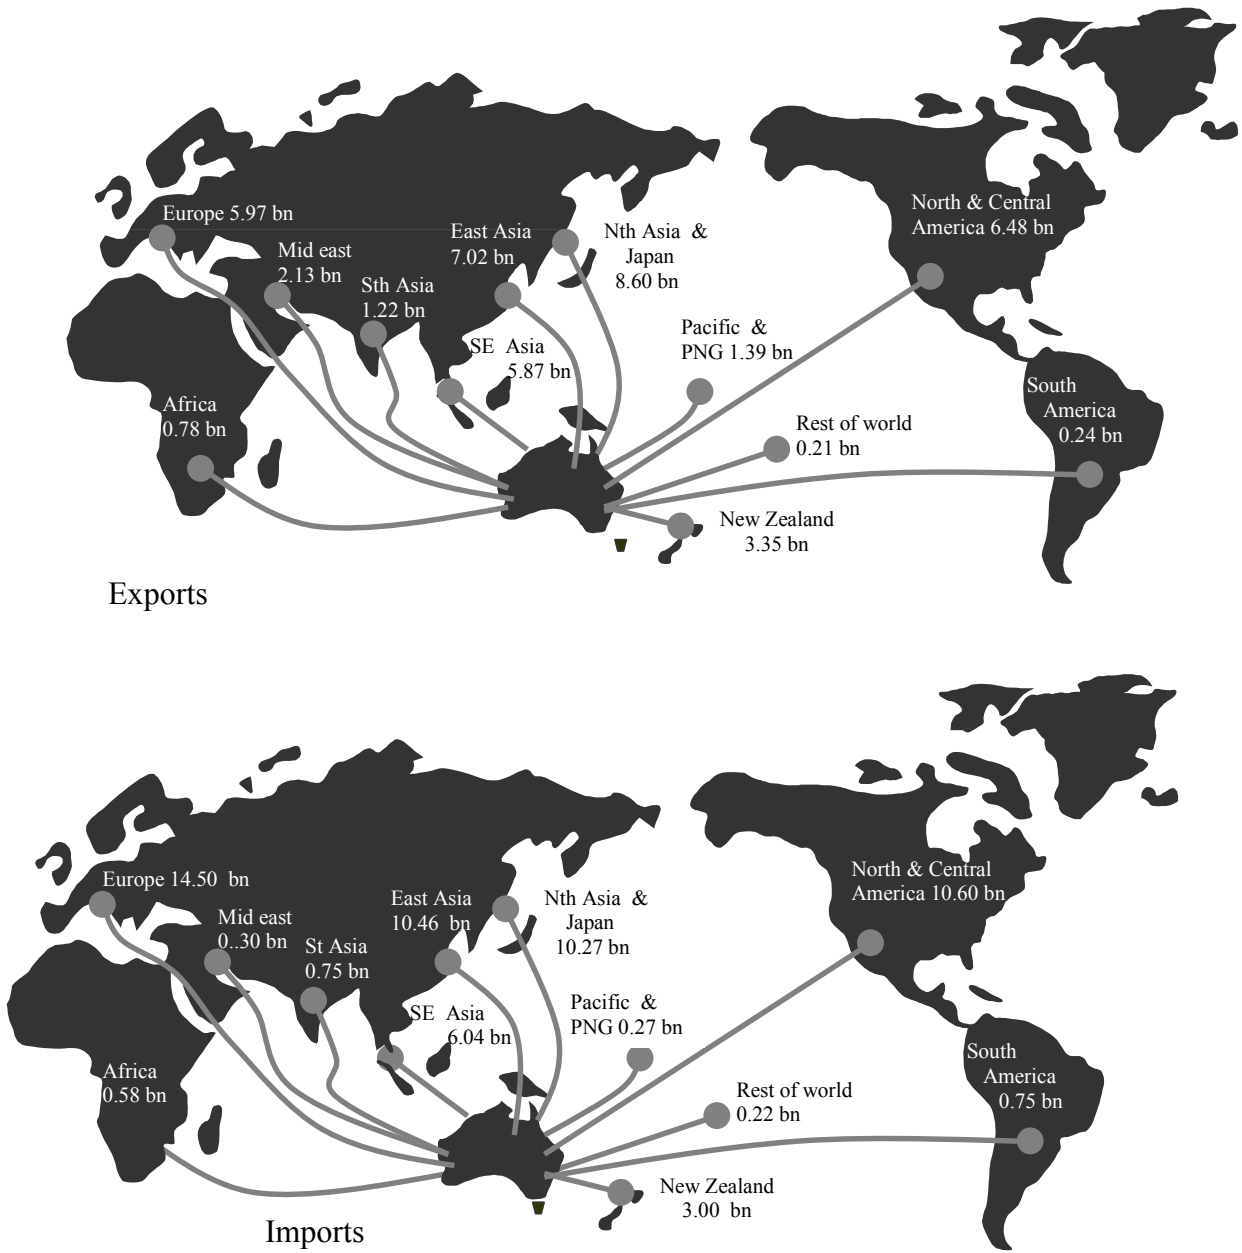 Europe 5.97 bn
Mid east
2.13 bn
Sth Asia
1.22 bn
East Asia
7.02 bn
Nth Asia &
Japan
8.60 bn
North & Central
America 6.48 bn
SE Asia
5.87 bn
Pacific &
PNG 1.39 bn
Africa
0.78 bn
South
America
0.24 bn
Rest of world
0.21 bn
New Zealand
3.35 bn
Exports
Europe 14.50 bn
Mid east
0..30 bn
St Asia
0.75 bn
East Asia
10.46 bn
Nth Asia &
Japan
10.27 bn
North & Central
America 10.60 bn
SE Asia
6.04 bn
Pacific &
PNG 0.27 bn
Africa
0.58 bn
South
America
0.75 bn
Rest of world
0.22 bn
New Zealand
3.00 bn
Imports